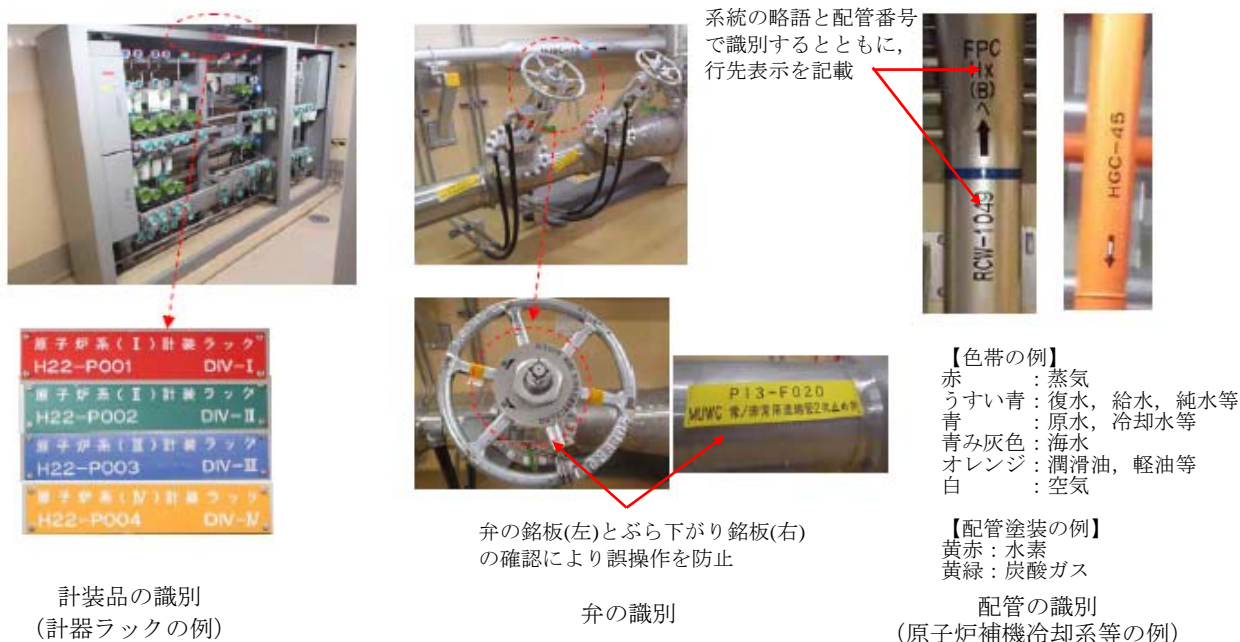 原子炉系(Ⅰ)計装ラック
H22-P001 DIV-Ⅰ
原子炉系(Ⅱ)計装ラック
H22-P002 DIV-Ⅱ
原子炉系(Ⅲ)計装ラック
H22-P003 DIV-Ⅲ
原子炉系(Ⅳ)計装ラック
H22-P004 DIV-Ⅳ
計装品の識別
(計器ラックの例)
P13-F020
MUWC
弁の銘板(左)とぶら下がり銘板(右)
の確認により誤操作を防止
弁の識別
系統の略語と配管番号
で識別するとともに,
行先表示を記載
FPC
Hx
(B)
へ
RCW-1049
HGC-45
【色帯の例】
赤 :蒸気
うすい青:復水,給水,純水等
青 :原水,冷却水等
青み灰色:海水
オレンジ:潤滑油,軽油等
白 :空気
【配管塗装の例】
黄赤:水素
黄緑:炭酸ガス
配管の識別
(原子炉補機冷却系等の例)